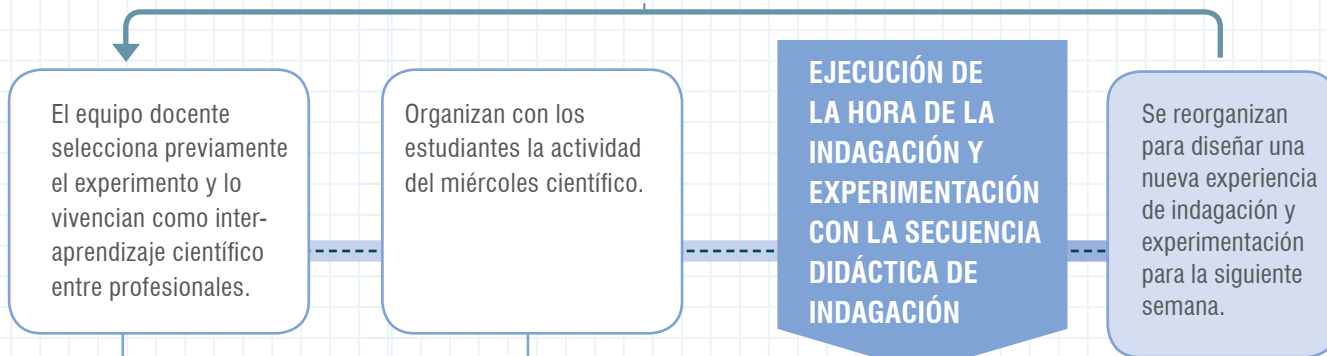 El equipo docente
selecciona previamente
el experimento y lo
vivencian como inter-
aprendizaje científico
entre profesionales.
Organizan con los
estudiantes la actividad
del miércoles científico.
EJECUCIÓN DE
LA HORA DE LA
INDAGACIÓN Y
EXPERIMENTACIÓN
CON LA SECUENCIA
DIDÁCTICA DE
INDAGACIÓN
Se reorganizan
para diseñar una
nueva experiencia
de indagación y
experimentación
para la siguiente
semana.